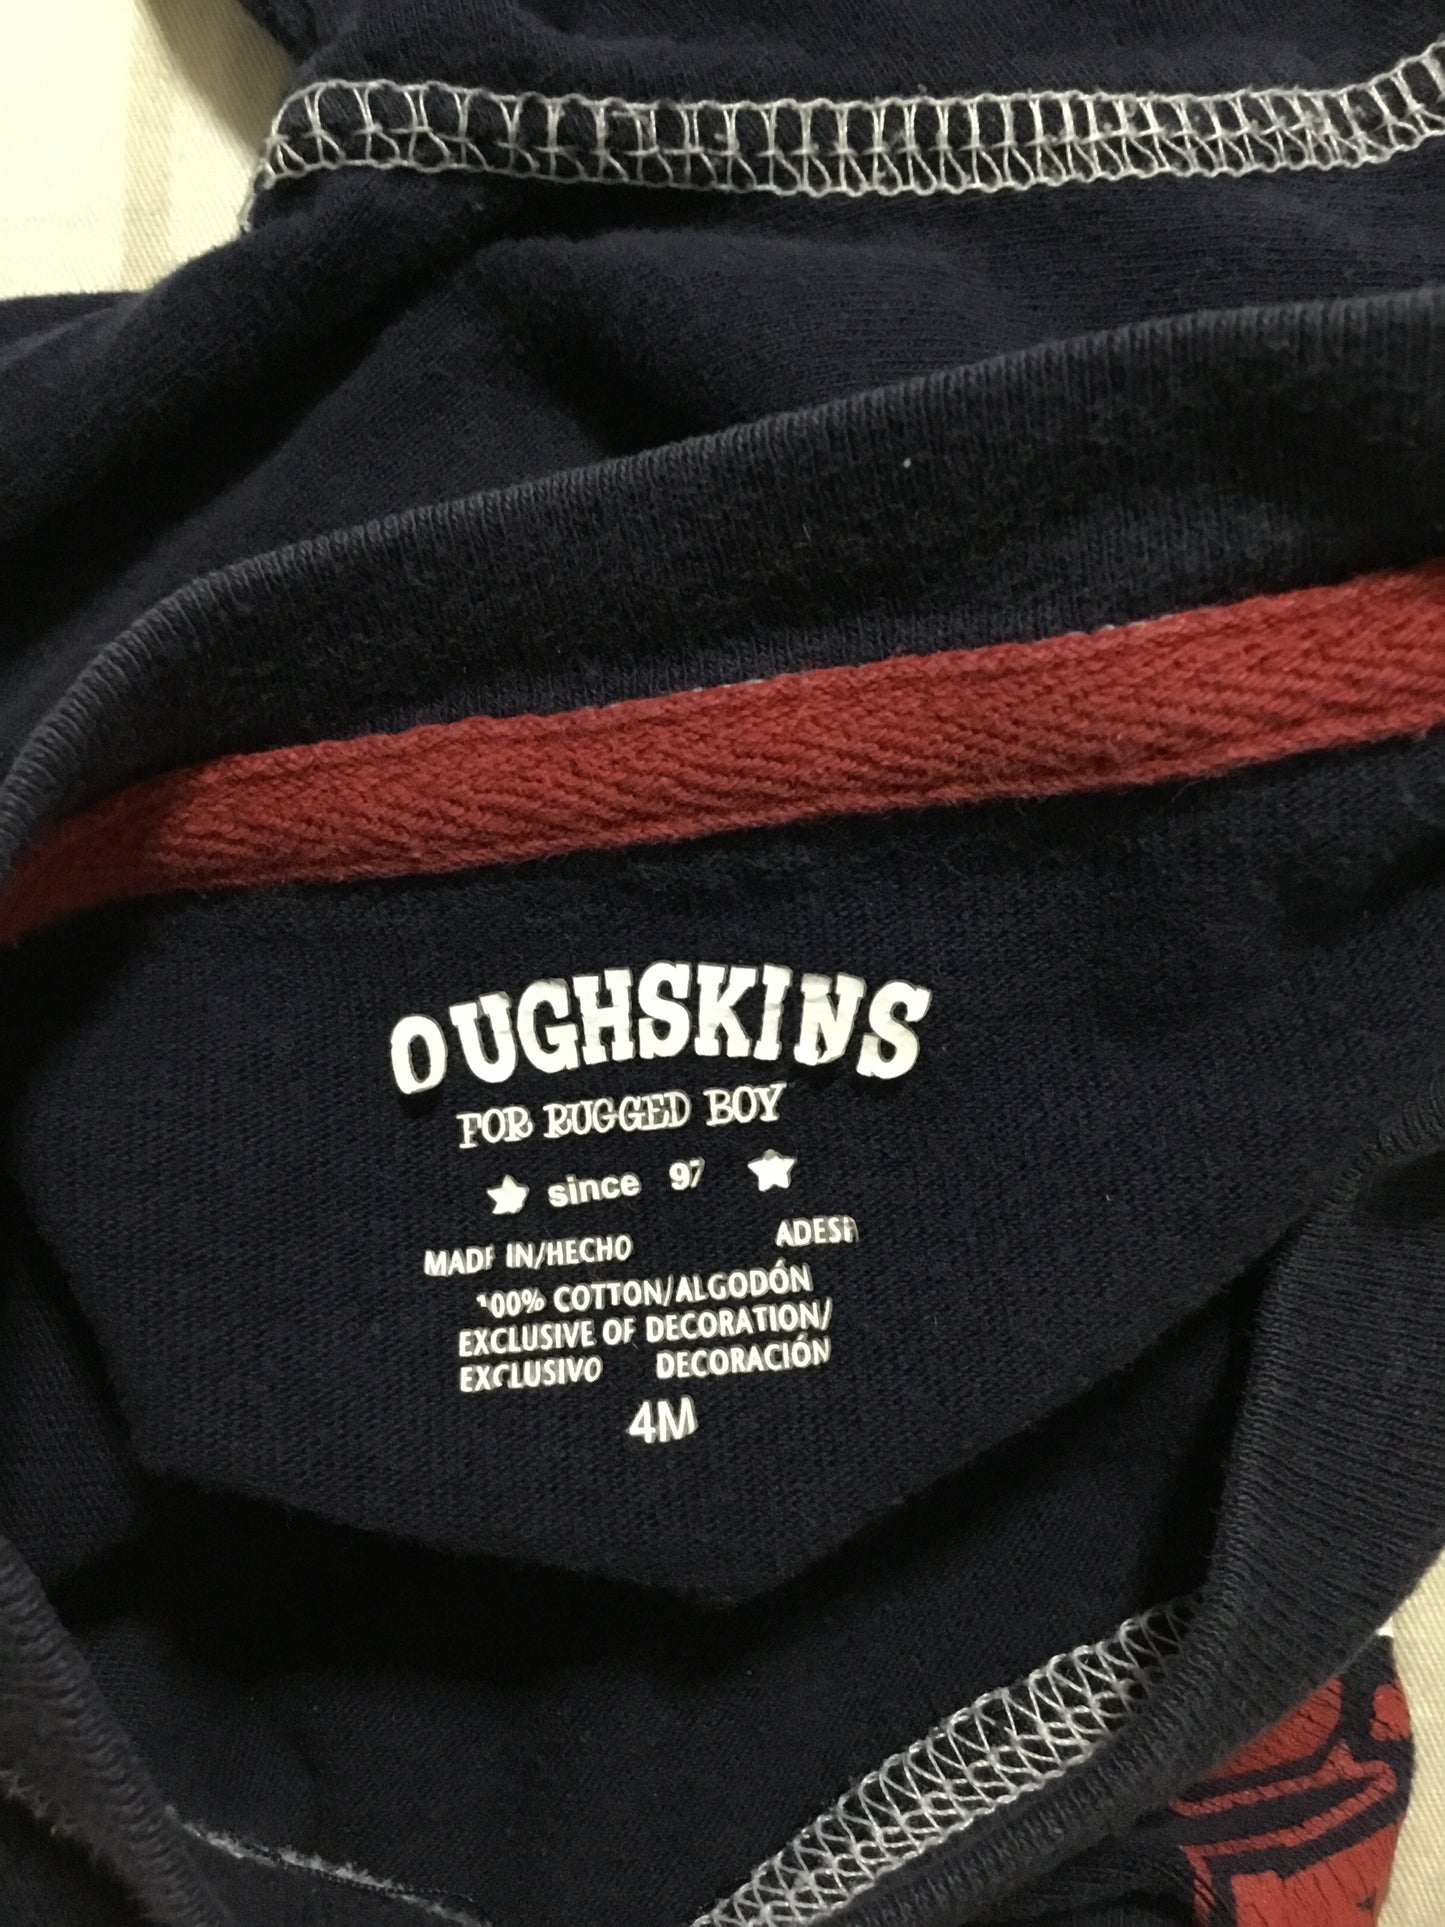 OUGHSKINS
FOR RUGGED BOY
since 97
MADE IN/HECHO ADESH
100% COTTON/ALGODÓN
EXCLUSIVE OF DECORATION/
EXCLUSIVO DECORACIÓN
4M